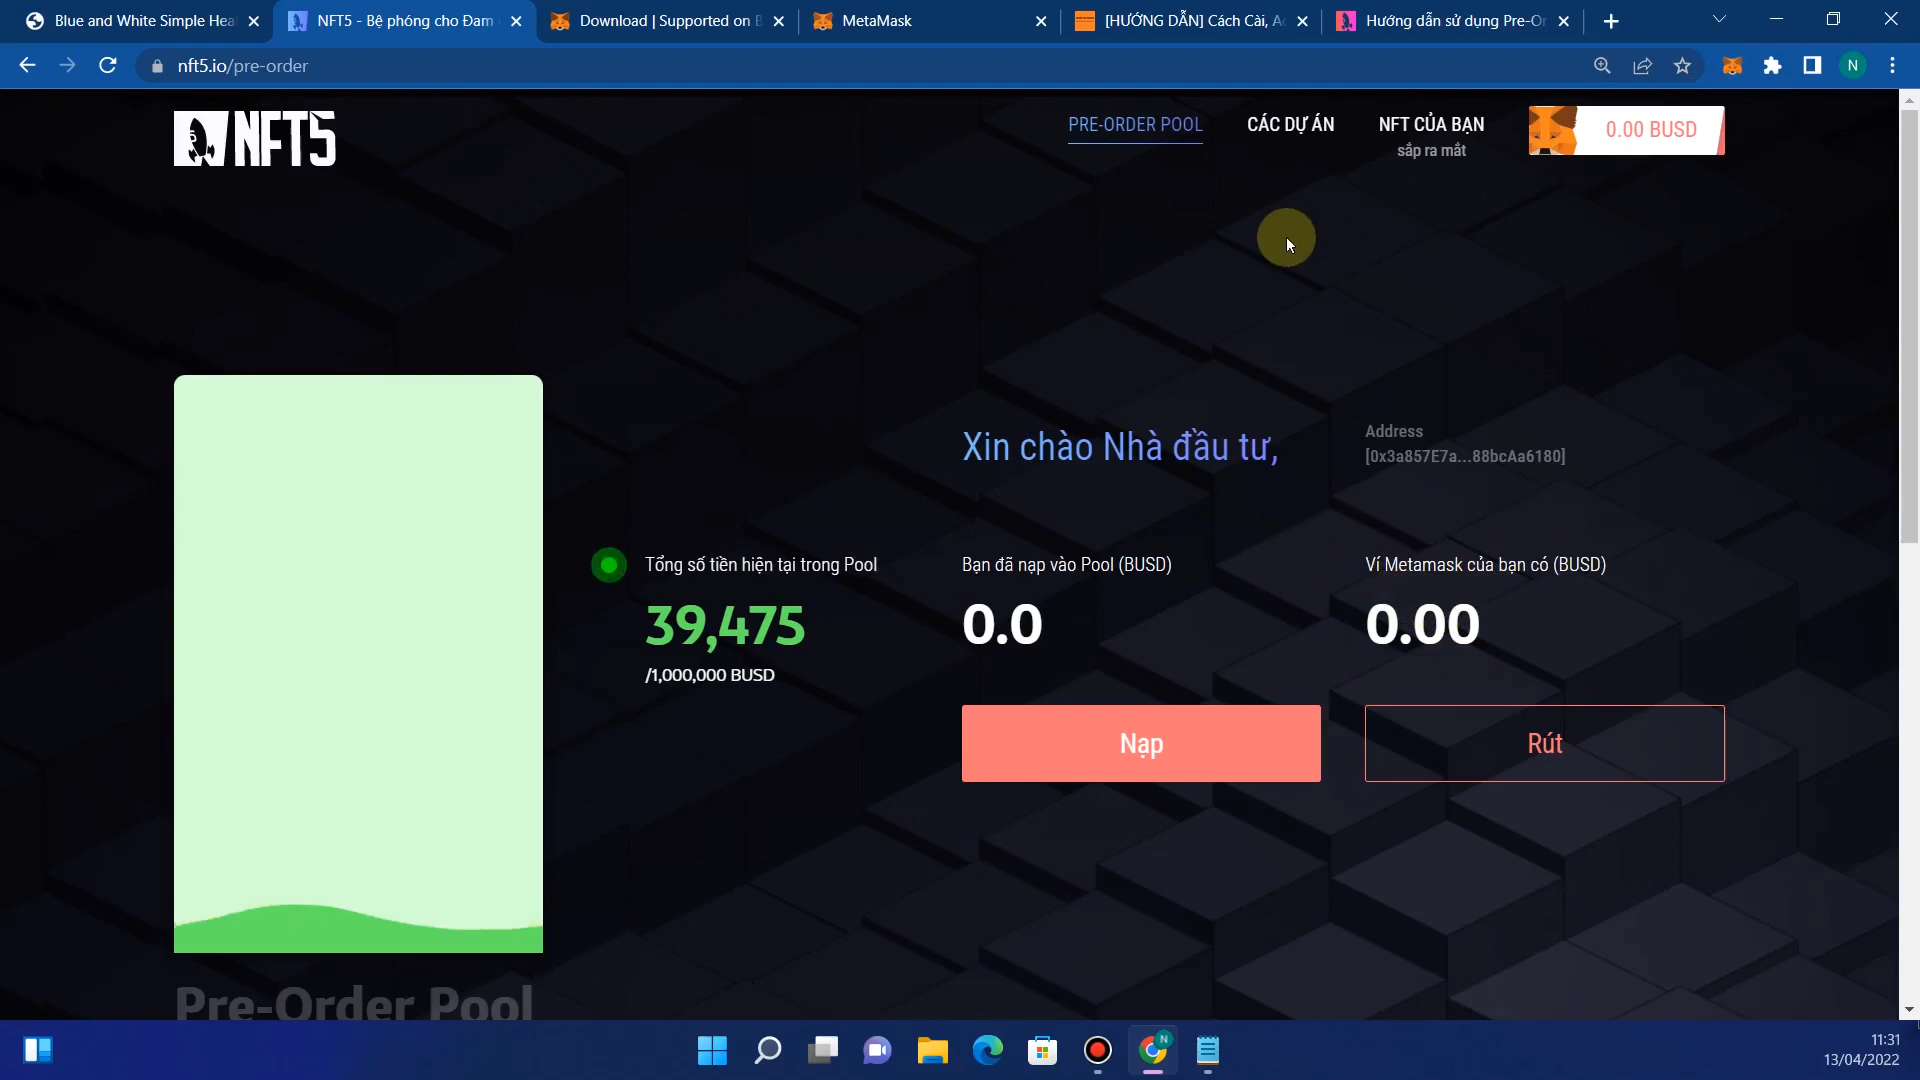 Blue and White Simple Hea
NFT5 - Bệ phóng cho Đam
Download | Supported on B
MetaMask
[HƯỚNG DẪN] Cách Cài, A
Hướng dẫn sử dụng Pre-Or
nft5.io/pre-order
N
NFT5
PRE-ORDER POOL
CÁC DỰ ÁN
NFT CỦA BẠN
sắp ra mắt
0.00 BUSD
Xin chào Nhà đầu tư,
Address
[0x3a857E7a...88bcAa6180]
Tổng số tiền hiện tại trong Pool
39,475
/1,000,000 BUSD
Bạn đã nạp vào Pool (BUSD)
0.0
Ví Metamask của bạn có (BUSD)
0.00
Nạp
Rút
Pre-Order Pool
N
11:31
13/04/2022